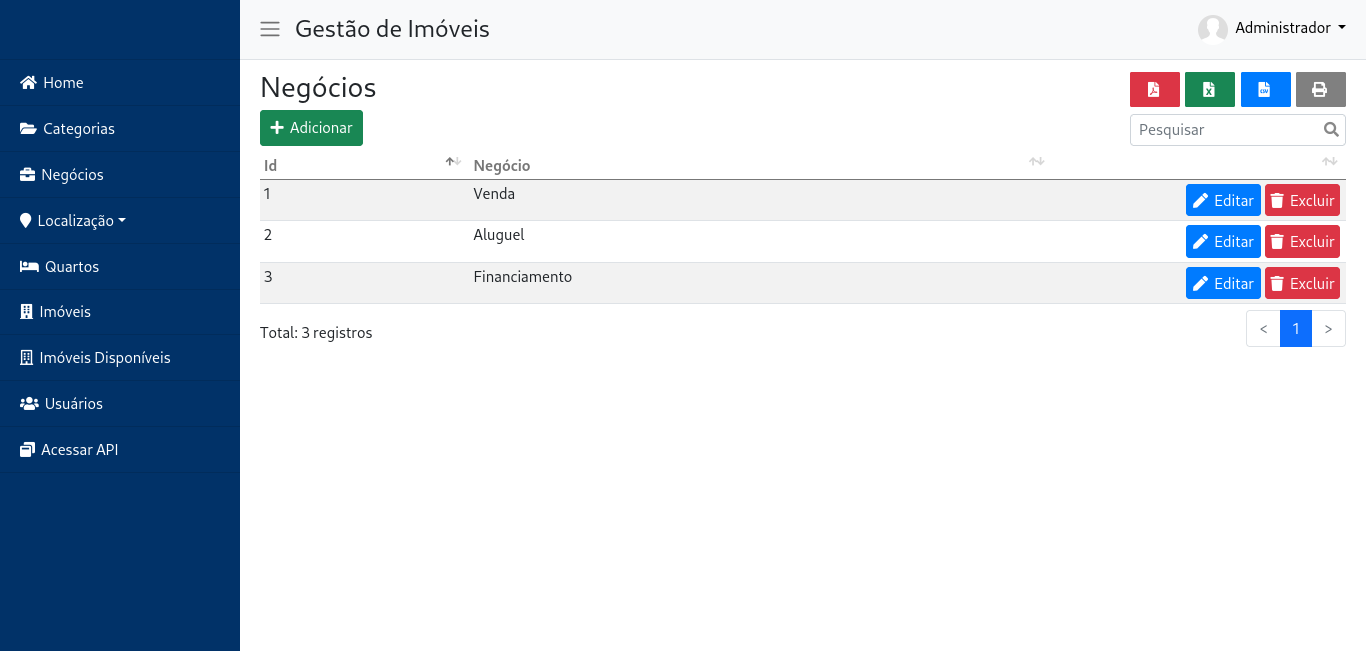 Gestão de Imóveis
Administrador
Home
Categorias
Negócios
Localização
Quartos
Imóveis
Imóveis Disponíveis
Usuários
Acessar API
Negócios
Adicionar
Pesquisar
Id Negócio
1 Venda Editar Excluir
2 Aluguel Editar Excluir
3 Financiamento Editar Excluir
Total: 3 registros
< 1 >